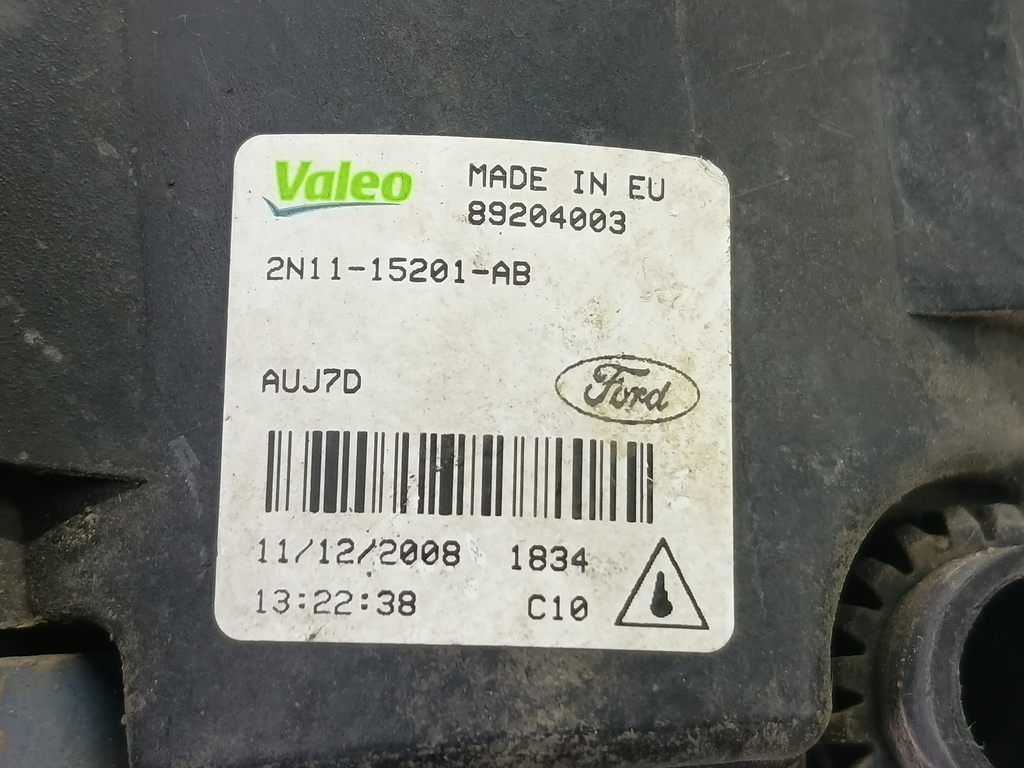 Valeo
MADE IN EU
89204003
2N11-15201-AB
AUJ7D
Ford
11/12/2008 1834
13:22:38 C10